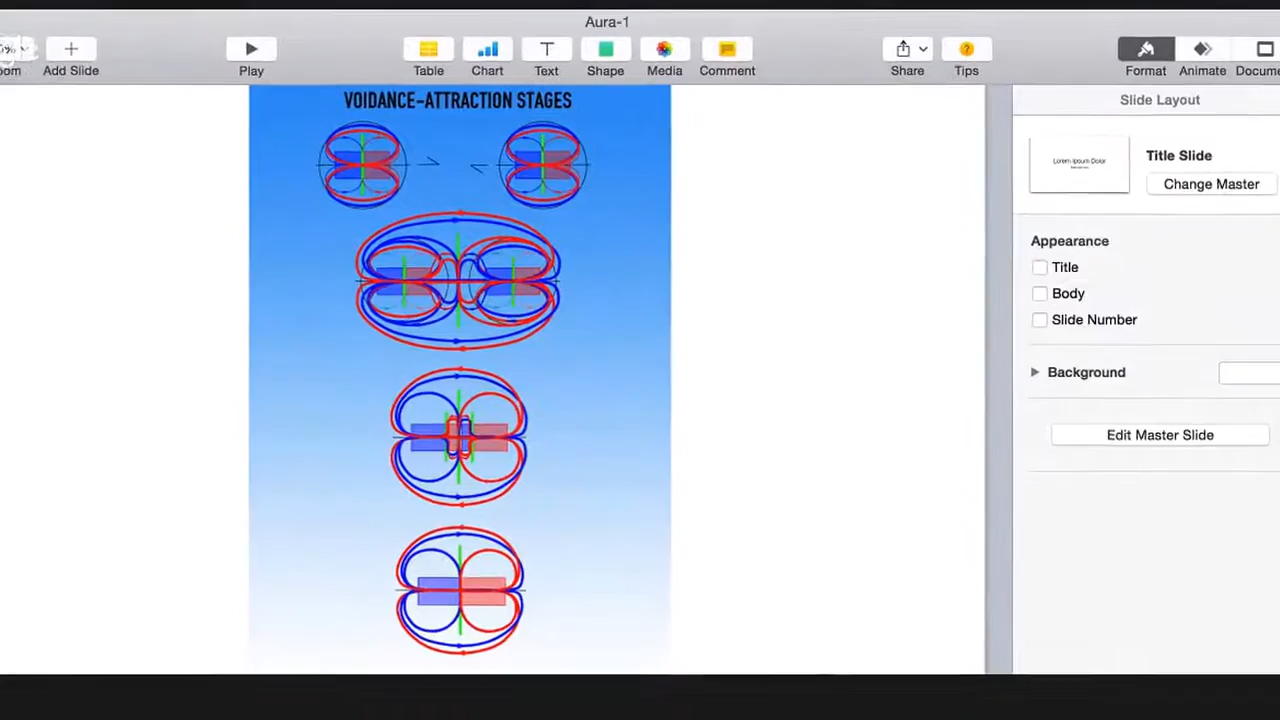 Aura-1
Add Slide
Play
Table
Chart
Text
Shape
Media
Comment
Share
Tips
Format
Animate
VOIDANCE-ATTRACTION STAGES
Slide Layout
Lorem Ipsum Dolor
Title Slide
Change Master
Appearance
Title
Body
Slide Number
Background
Edit Master Slide